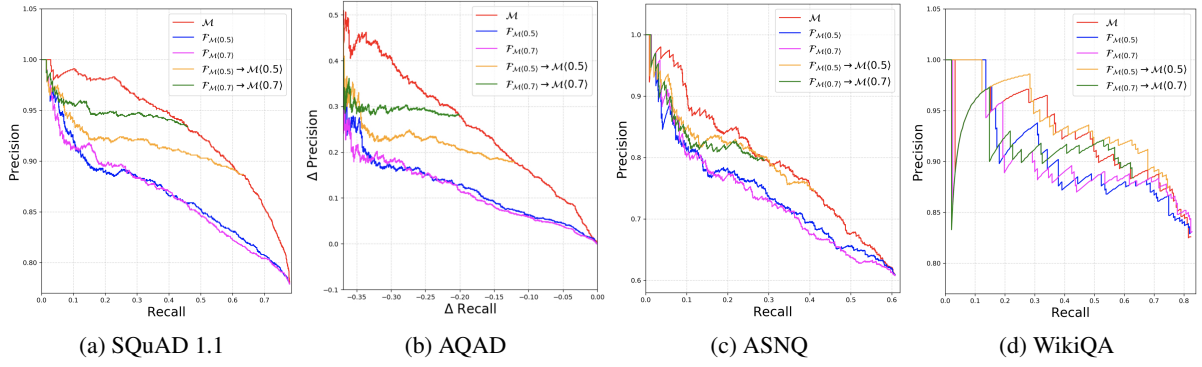 1.05
1.00
0.95
0.90
0.85
0.80
Precision
0.0 0.1 0.2 0.3 0.4 0.5 0.6 0.7
Recall
ℳ
ℱℳ(0.5)
ℱℳ(0.7)
ℱℳ(0.5) → ℳ(0.5)
ℱℳ(0.7) → ℳ(0.7)
(a) SQuAD 1.1
0.5
0.4
0.3
0.2
0.1
0.0
−0.1
Δ Precision
−0.35 −0.30 −0.25 −0.20 −0.15 −0.10 −0.05 0.00
Δ Recall
ℳ
ℱℳ(0.5)
ℱℳ(0.7)
ℱℳ(0.5) → ℳ(0.5)
ℱℳ(0.7) → ℳ(0.7)
(b) AQAD
1.0
0.9
0.8
0.7
0.6
Precision
0.0 0.1 0.2 0.3 0.4 0.5 0.6
Recall
ℳ
ℱℳ(0.5)
ℱℳ(0.7)
ℱℳ(0.5) → ℳ(0.5)
ℱℳ(0.7) → ℳ(0.7)
(c) ASNQ
1.05
1.00
0.95
0.90
0.85
0.80
Precision
0.0 0.1 0.2 0.3 0.4 0.5 0.6 0.7 0.8
Recall
ℳ
ℱℳ(0.5)
ℱℳ(0.7)
ℱℳ(0.5) → ℳ(0.5)
ℱℳ(0.7) → ℳ(0.7)
(d) WikiQA